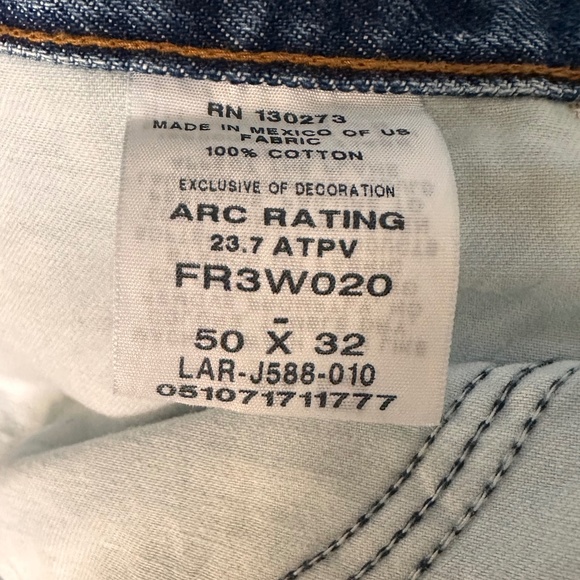 RN 130273
MADE IN MEXICO OF US
FABRIC
100% COTTON
EXCLUSIVE OF DECORATION
ARC RATING
23.7 ATPV
FR3W020
-
50 X 32
LAR-J588-010
051071711777